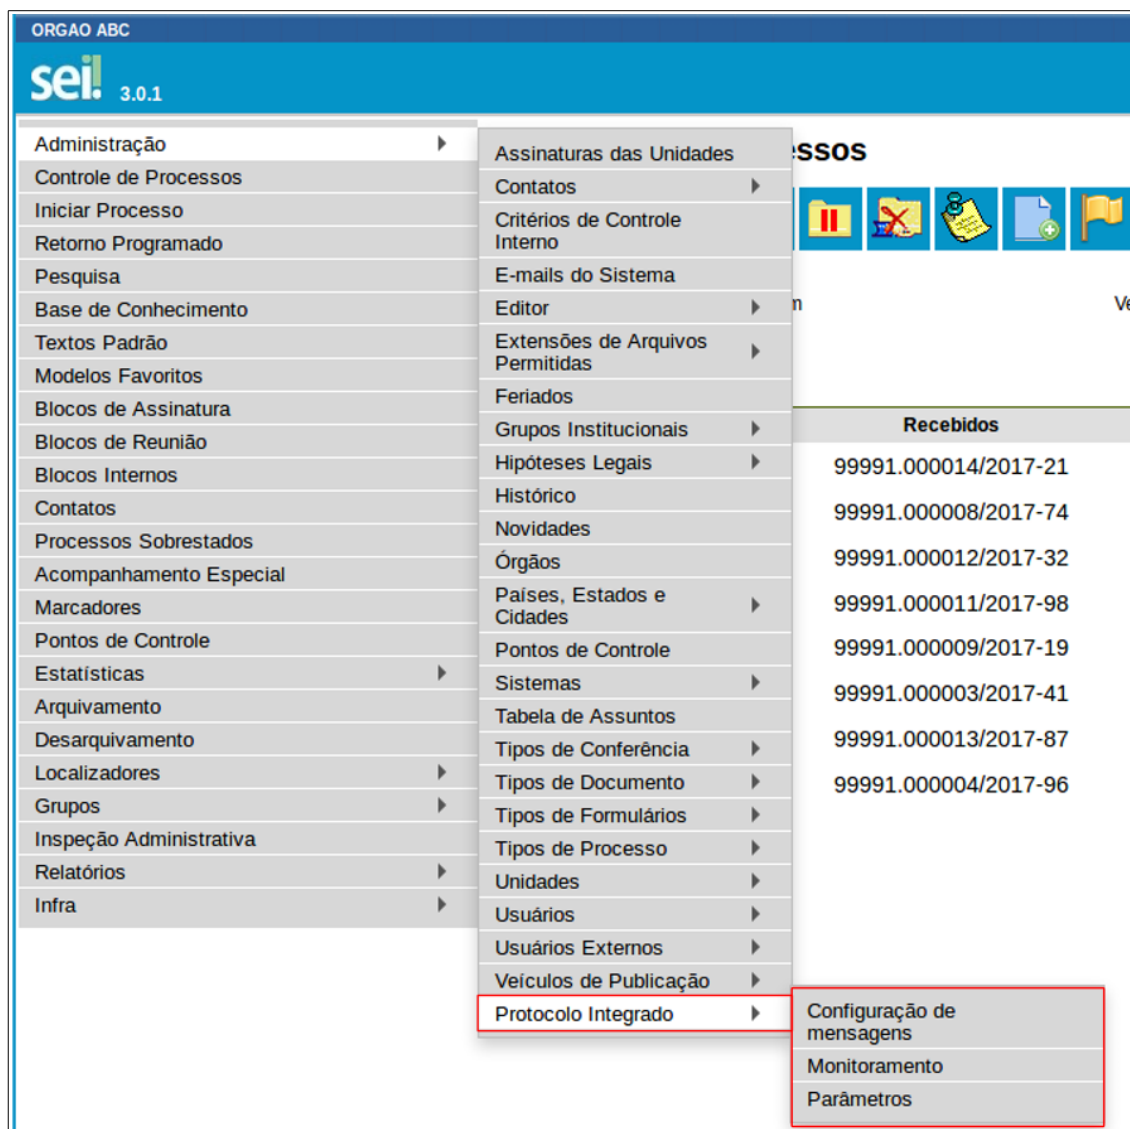 ORGAO ABC
sei! 3.0.1
Administração
Controle de Processos
Iniciar Processo
Retorno Programado
Pesquisa
Base de Conhecimento
Textos Padrão
Modelos Favoritos
Blocos de Assinatura
Blocos de Reunião
Blocos Internos
Contatos
Processos Sobrestados
Acompanhamento Especial
Marcadores
Pontos de Controle
Estatísticas
Arquivamento
Desarquivamento
Localizadores
Grupos
Inspeção Administrativa
Relatórios
Infra
Assinaturas das Unidades
Contatos
Critérios de Controle
Interno
E-mails do Sistema
Editor
Extensões de Arquivos
Permitidas
Feriados
Grupos Institucionais
Hipóteses Legais
Histórico
Novidades
Órgãos
Países, Estados e
Cidades
Pontos de Controle
Sistemas
Tabela de Assuntos
Tipos de Conferência
Tipos de Documento
Tipos de Formulários
Tipos de Processo
Unidades
Usuários
Usuários Externos
Veículos de Publicação
Protocolo Integrado
Configuração de
mensagens
Monitoramento
Parâmetros
ssos
Recebidos
99991.000014/2017-21
99991.000008/2017-74
99991.000012/2017-32
99991.000011/2017-98
99991.000009/2017-19
99991.000003/2017-41
99991.000013/2017-87
99991.000004/2017-96